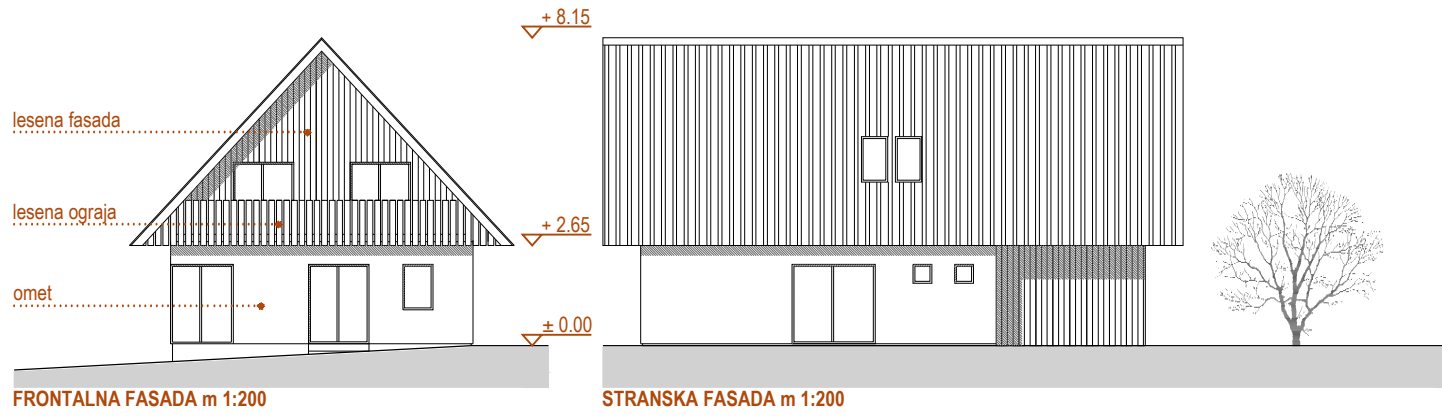 + 8.15
lesena fasada
lesena ograja
+ 2.65
omet
± 0.00
FRONTALNA FASADA m 1:200
STRANSKA FASADA m 1:200